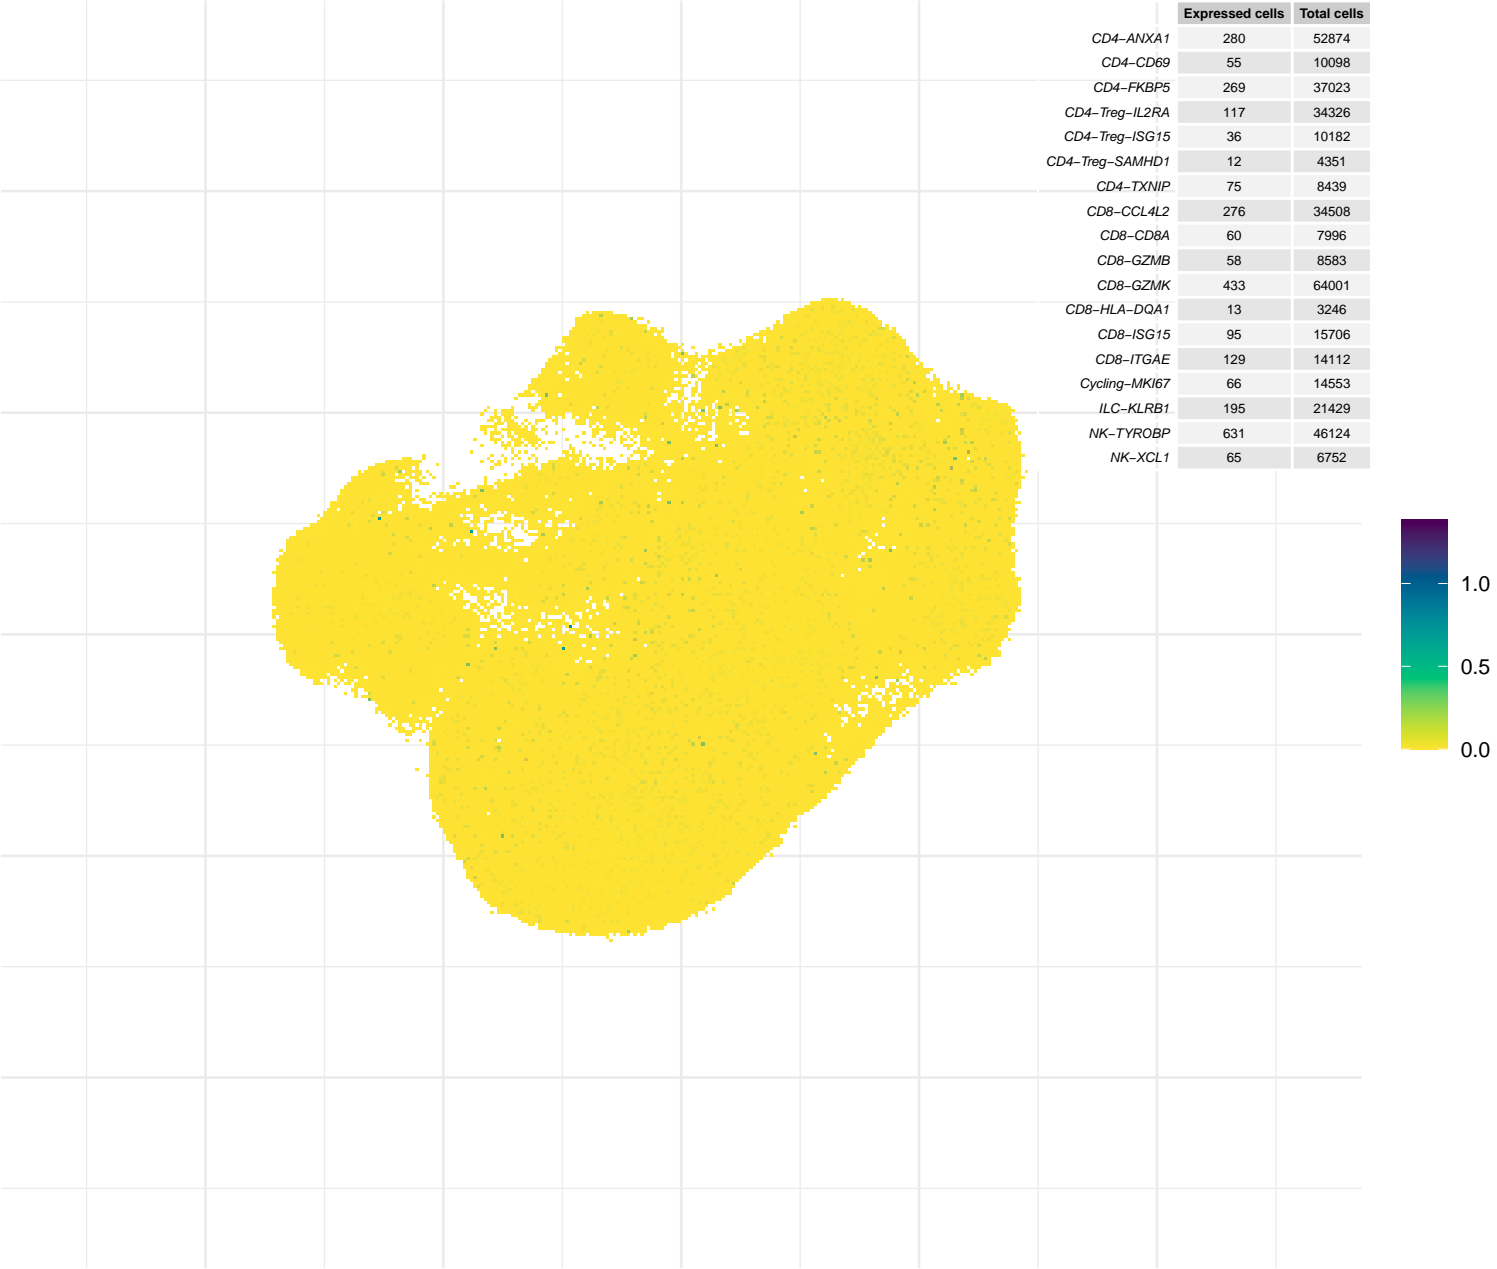 Expressed cells Total cells
CD4−ANXA1 280 52874
CD4−CD69 55 10098
CD4−FKBP5 269 37023
CD4−Treg−IL2RA 117 34326
CD4−Treg−ISG15 36 10182
CD4−Treg−SAMHD1 12 4351
CD4−TXNIP 75 8439
CD8−CCL4L2 276 34508
CD8−CD8A 60 7996
CD8−GZMB 58 8583
CD8−GZMK 433 64001
CD8−HLA−DQA1 13 3246
CD8−ISG15 95 15706
CD8−ITGAE 129 14112
Cycling−MKI67 66 14553
ILC−KLRB1 195 21429
NK−TYROBP 631 46124
NK−XCL1 65 6752
1.0
0.5
0.0